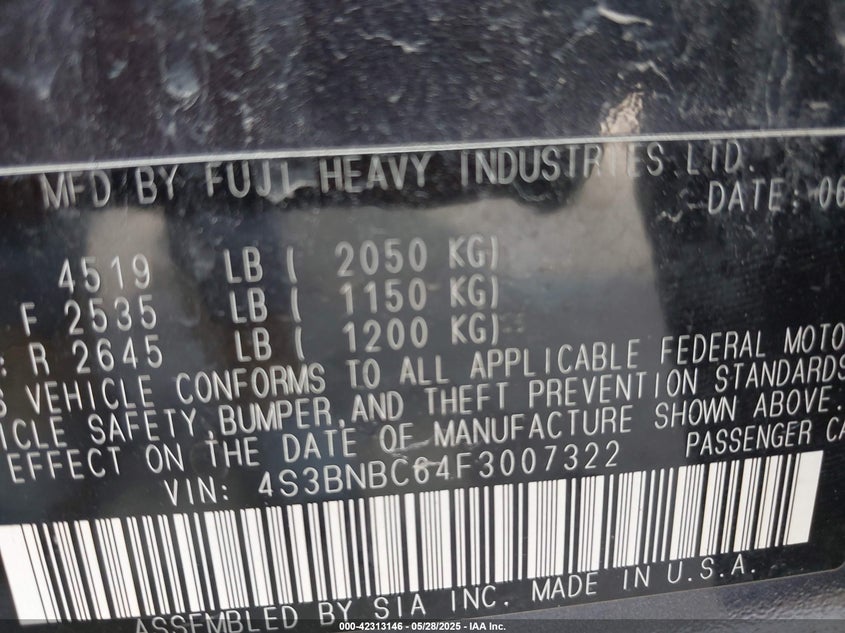 MFD BY FUJI HEAVY INDUSTRIES LTD.
DATE: 06
4519 LB ( 2050 KG)
F 2535 LB ( 1150 KG)
: R 2645 LB ( 1200 KG)
S VEHICLE CONFORMS TO ALL APPLICABLE FEDERAL MOTO
ICLE SAFETY, BUMPER, AND THEFT PREVENTION STANDARDS
EFFECT ON THE DATE OF MANUFACTURE SHOWN ABOVE.
VIN: 4S3BNBC64F3007322 PASSENGER CA
ASSEMBLED BY SIA INC. MADE IN U.S.A.
000-42313146 - 05/28/2025 - IAA Inc.